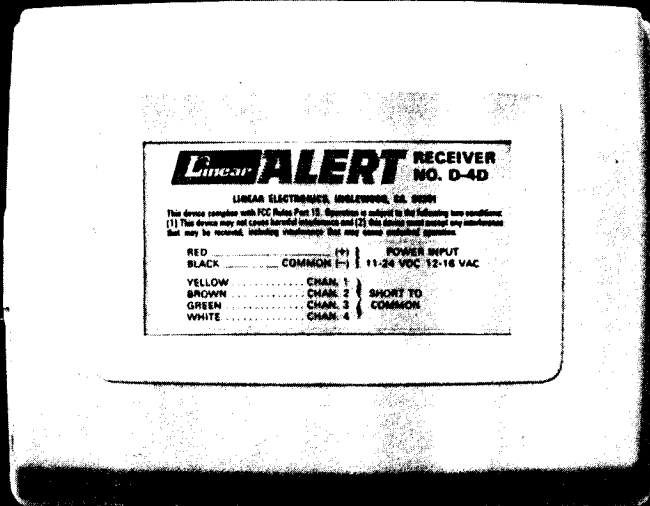 Linear ALERT RECEIVER
NO. D-4D
LINEAR ELECTRONICS, INGLEWOOD, CA.
This device complies with FCC Rules Part 15. Operation is subject to the following two conditions:
(1) This device may not cause harmful interference and (2) this device must accept any interference
that may be received, including interference that may cause undesired operation.
RED (+) POWER INPUT
BLACK COMMON (–) 11-24 VDC 12-16 VAC
YELLOW CHAN. 1
BROWN CHAN. 2 SHORT TO
GREEN CHAN. 3 COMMON
WHITE CHAN. 4